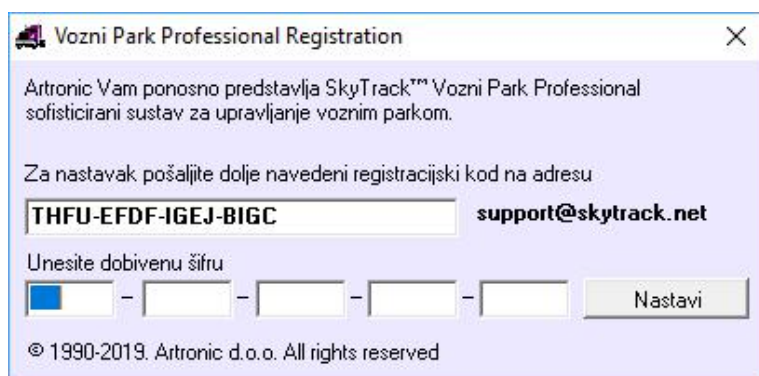 Vozni Park Professional Registration
Artronic Vam ponosno predstavlja SkyTrack™ Vozni Park Professional
sofisticirani sustav za upravljanje voznim parkom.
Za nastavak pošaljite dolje navedeni registracijski kod na adresu
THFU-EFDF-IGEJ-BIGC support@skytrack.net
Unesite dobivenu šifru
– – – – Nastavi
© 1990-2019. Artronic d.o.o. All rights reserved